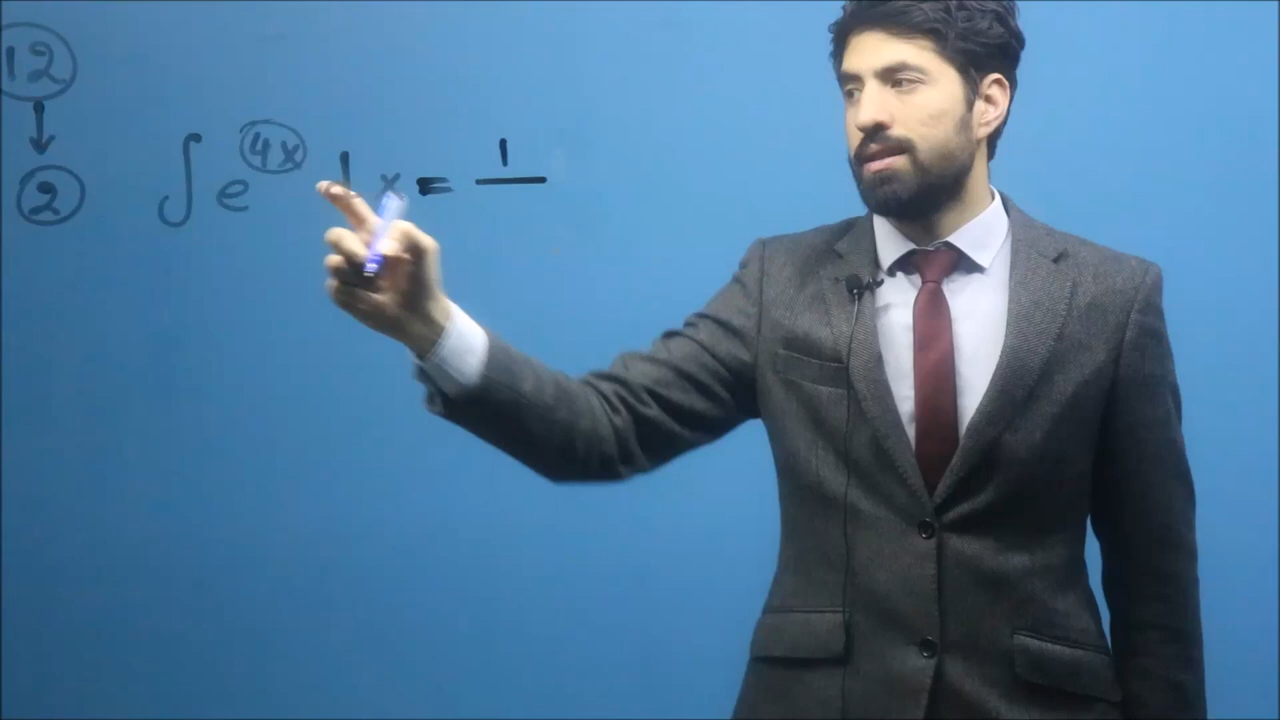 12
↓
2 ∫ e^{4x} dx = 1/